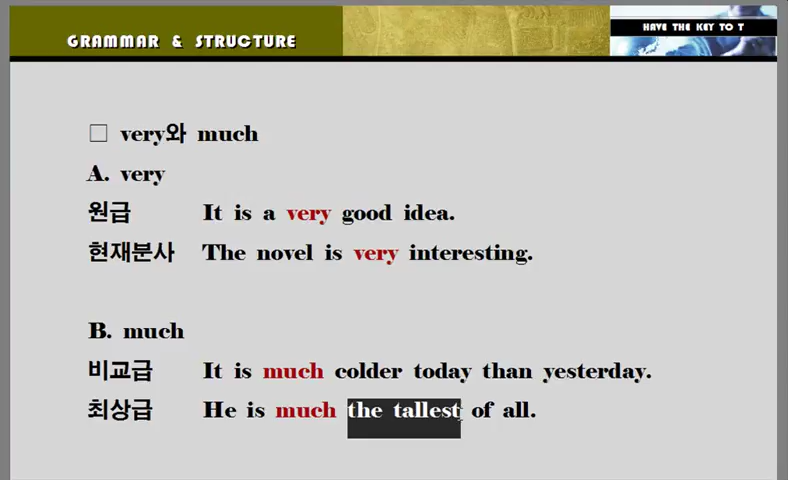 GRAMMAR & STRUCTURE
HAVE THE KEY TO T
□ very와 much
A. very
원급 It is a very good idea.
현재분사 The novel is very interesting.
B. much
비교급 It is much colder today than yesterday.
최상급 He is much the tallest of all.